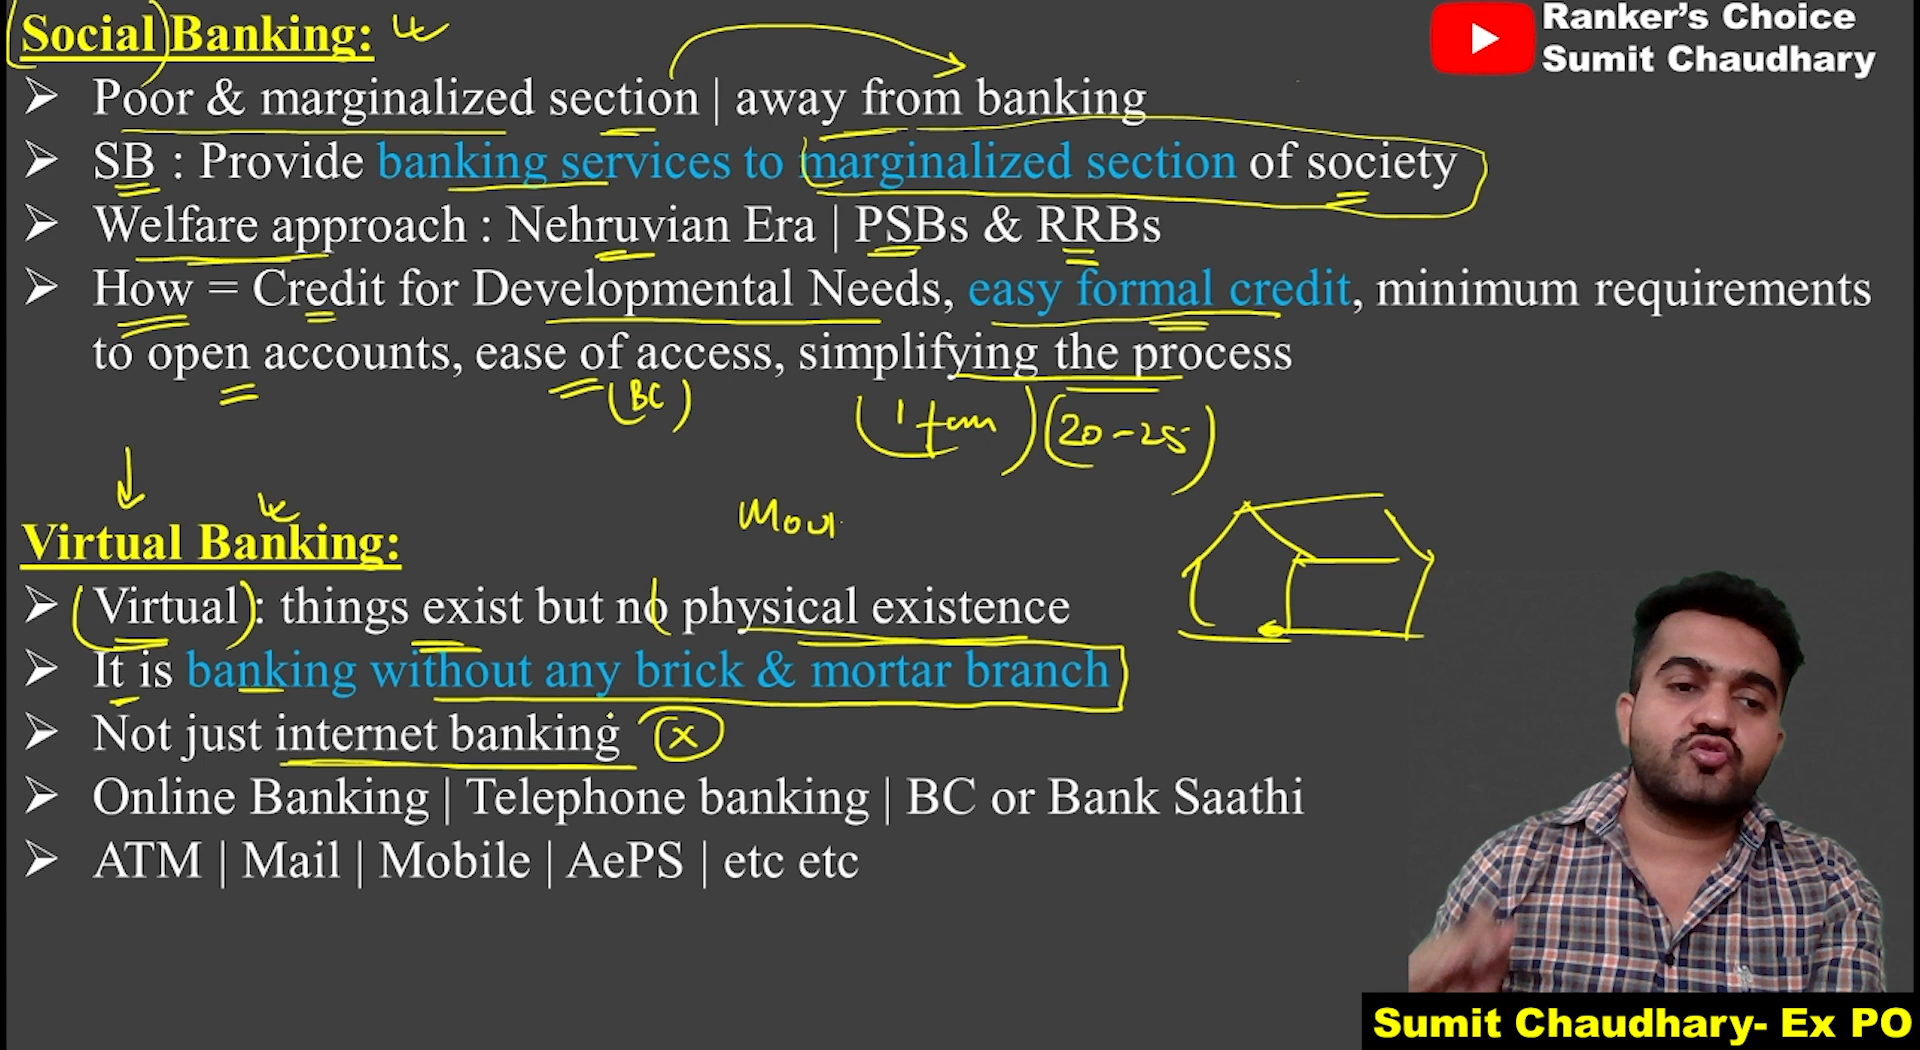 Social Banking:
Ranker’s Choice
Sumit Chaudhary
➤ Poor & marginalized section | away from banking
➤ SB : Provide banking services to marginalized section of society
➤ Welfare approach : Nehruvian Era | PSBs & RRBs
➤ How = Credit for Developmental Needs, easy formal credit, minimum requirements
to open accounts, ease of access, simplifying the process
(BC)
(20-25)
Virtual Banking:
➤ (Virtual): things exist but no physical existence
➤ It is banking without any brick & mortar branch
➤ Not just internet banking (x)
➤ Online Banking | Telephone banking | BC or Bank Saathi
➤ ATM | Mail | Mobile | AePS | etc etc
Sumit Chaudhary- Ex PO